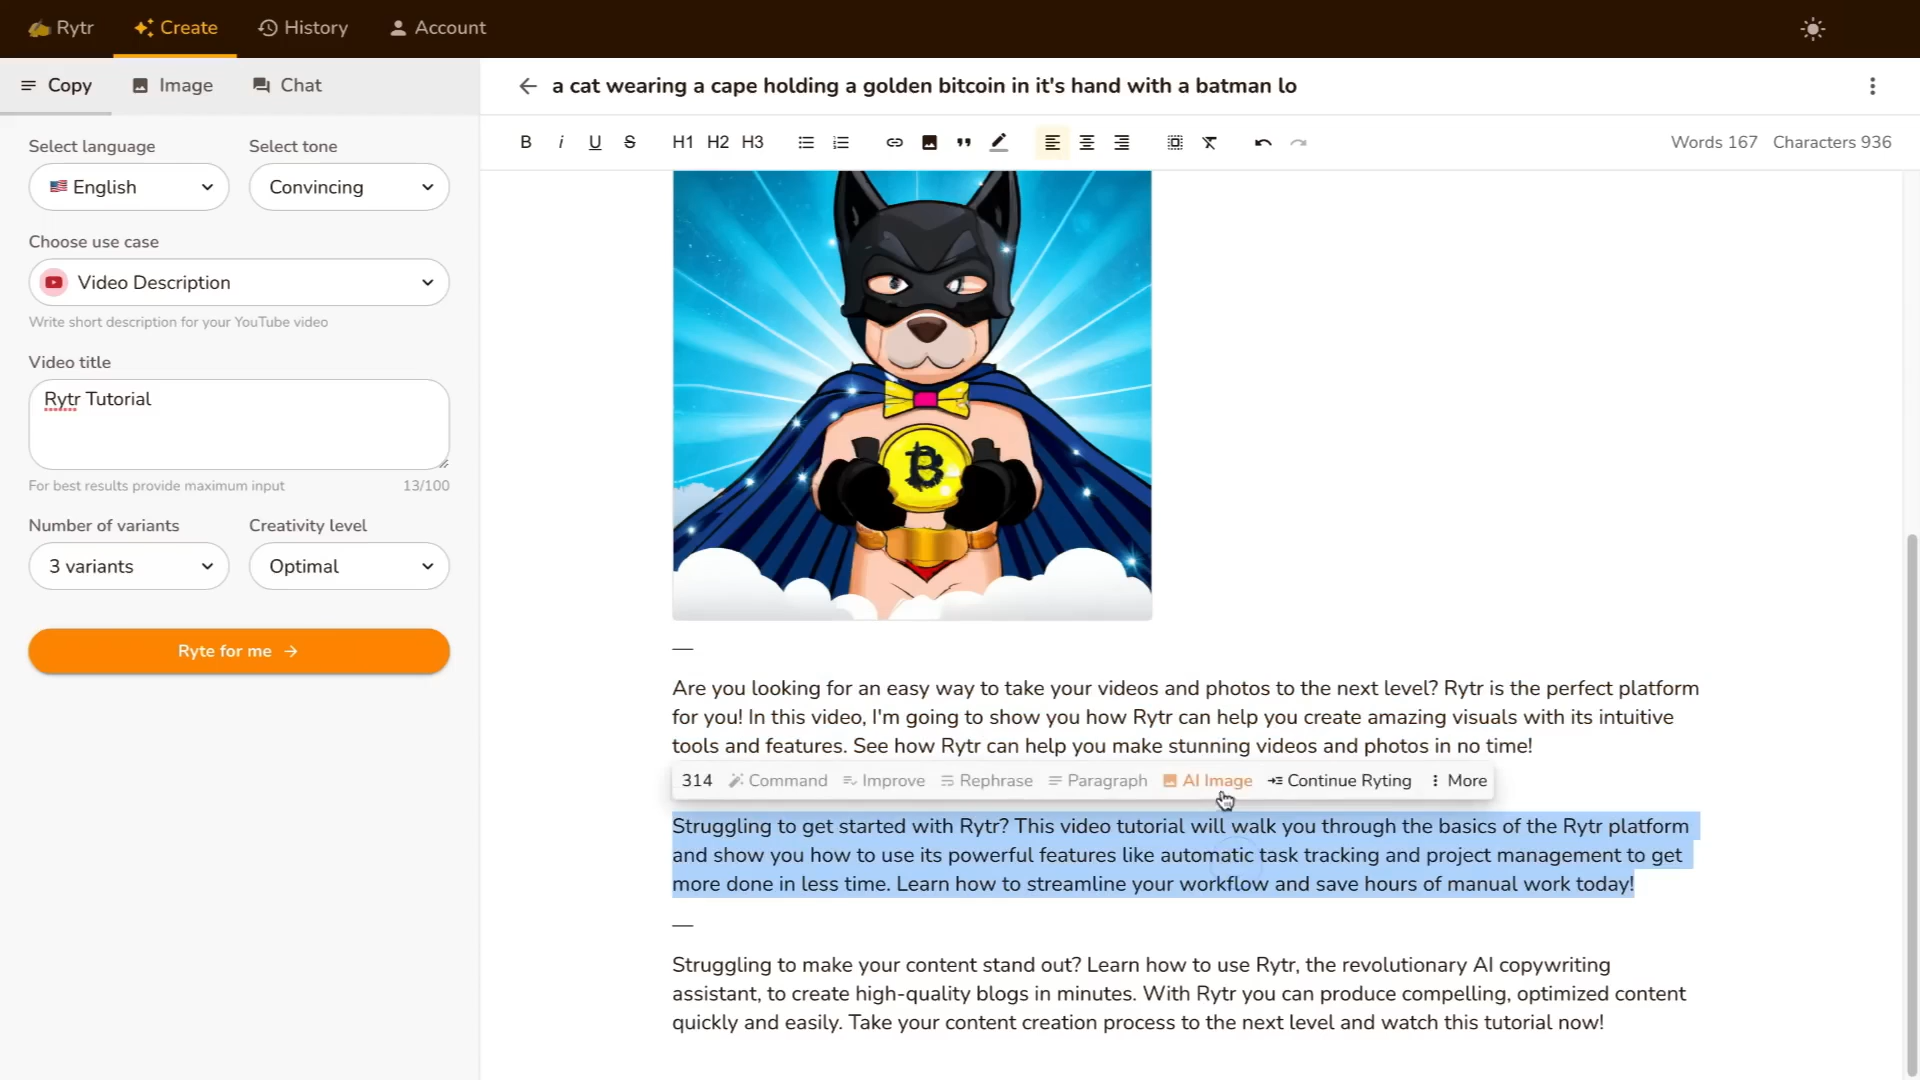 Rytr Create History Account
Copy Image Chat
a cat wearing a cape holding a golden bitcoin in it's hand with a batman lo
B i U S H1 H2 H3 Words 167 Characters 936
Select language Select tone
English Convincing
Choose use case
Video Description
Write short description for your YouTube video
Video title
Rytr Tutorial
For best results provide maximum input 13/100
Number of variants Creativity level
3 variants Optimal
Ryte for me →
B
—
Are you looking for an easy way to take your videos and photos to the next level? Rytr is the perfect platform
for you! In this video, I'm going to show you how Rytr can help you create amazing visuals with its intuitive
tools and features. See how Rytr can help you make stunning videos and photos in no time!
314 Command Improve Rephrase Paragraph AI Image Continue Ryting More
Struggling to get started with Rytr? This video tutorial will walk you through the basics of the Rytr platform
and show you how to use its powerful features like automatic task tracking and project management to get
more done in less time. Learn how to streamline your workflow and save hours of manual work today!
—
Struggling to make your content stand out? Learn how to use Rytr, the revolutionary AI copywriting
assistant, to create high-quality blogs in minutes. With Rytr you can produce compelling, optimized content
quickly and easily. Take your content creation process to the next level and watch this tutorial now!